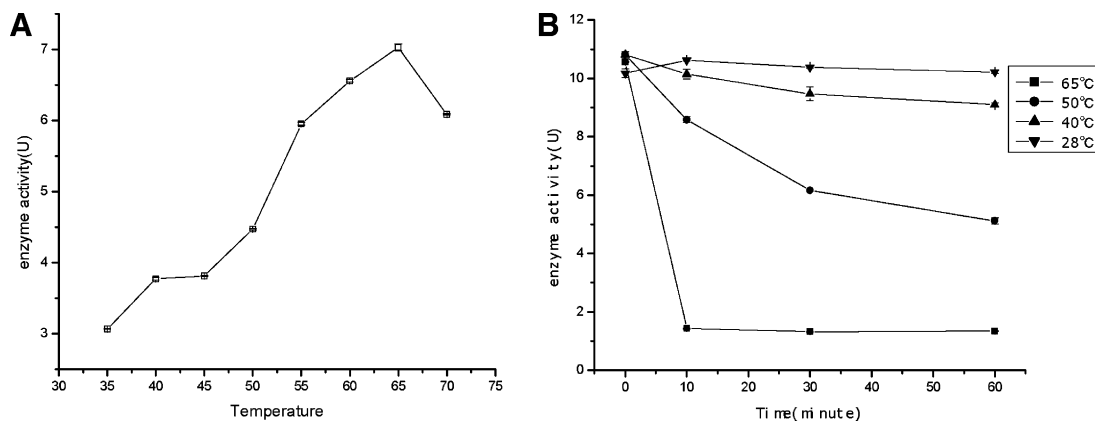 A
7
6
5
4
3
enzyme activity(U)
30 35 40 45 50 55 60 65 70 75
Temperature
B
12
10
8
6
4
2
0
enzyme activity(U)
0 10 20 30 40 50 60
Time(minute)
65℃
50℃
40℃
28℃